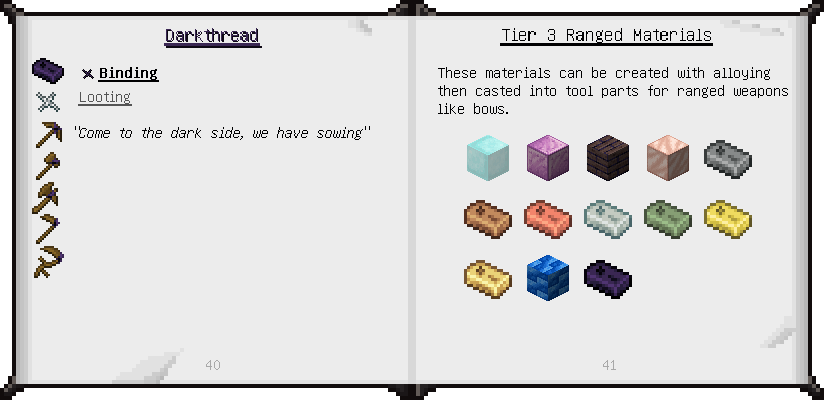 Darkthread
Binding
Looting
"Come to the dark side, we have sowing"
40
Tier 3 Ranged Materials
These materials can be created with alloying
then casted into tool parts for ranged weapons
like bows.
41